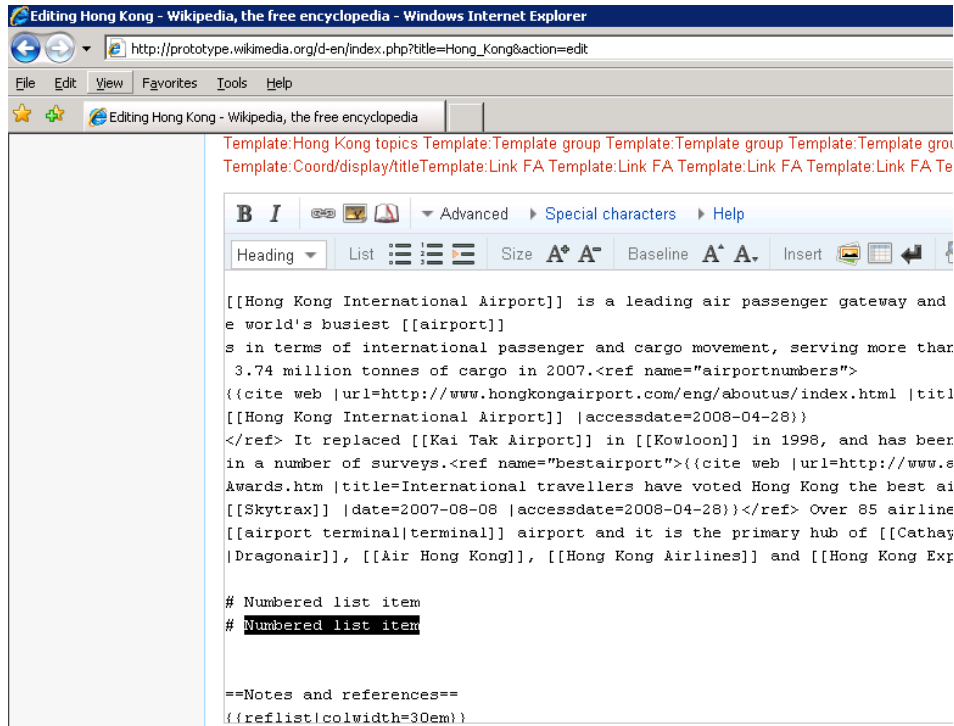 Editing Hong Kong - Wikipedia, the free encyclopedia - Windows Internet Explorer
http://prototype.wikimedia.org/d-en/index.php?title=Hong_Kong&action=edit
File Edit View Favorites Tools Help
Editing Hong Kong - Wikipedia, the free encyclopedia
Template:Hong Kong topics Template:Template group Template:Template group Template:Template grou
Template:Coord/display/titleTemplate:Link FA Template:Link FA Template:Link FA Template:Link FA Te
B I Advanced Special characters Help
Heading List Size A A Baseline A A Insert
[[Hong Kong International Airport]] is a leading air passenger gateway and
e world's busiest [[airport]]
s in terms of international passenger and cargo movement, serving more than
3.74 million tonnes of cargo in 2007.<ref name="airportnumbers">
{{cite web |url=http://www.hongkongairport.com/eng/aboutus/index.html |titl
[[Hong Kong International Airport]] |accessdate=2008-04-28}}
</ref> It replaced [[Kai Tak Airport]] in [[Kowloon]] in 1998, and has been
in a number of surveys.<ref name="bestairport">{{cite web |url=http://www.a
Awards.htm |title=International travellers have voted Hong Kong the best ai
[[Skytrax]] |date=2007-08-08 |accessdate=2008-04-28}}</ref> Over 85 airline
[[airport terminal|terminal]] airport and it is the primary hub of [[Cathay
|Dragonair]], [[Air Hong Kong]], [[Hong Kong Airlines]] and [[Hong Kong Exp
# Numbered list item
# Numbered list item
==Notes and references==
{{reflist|colwidth=30em}}